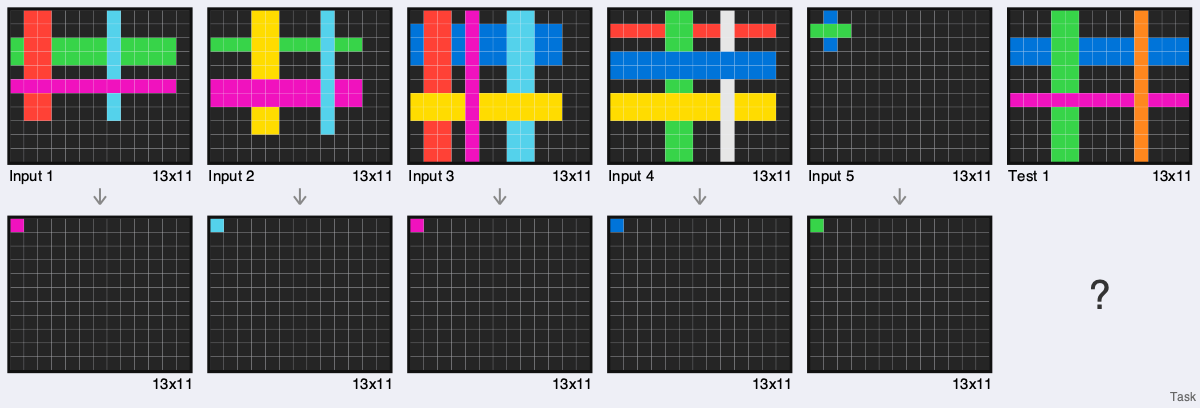 Input 1 13x11
Input 2 13x11
Input 3 13x11
Input 4 13x11
Input 5 13x11
Test 1 13x11
?
13x11
13x11
13x11
13x11
13x11
Task